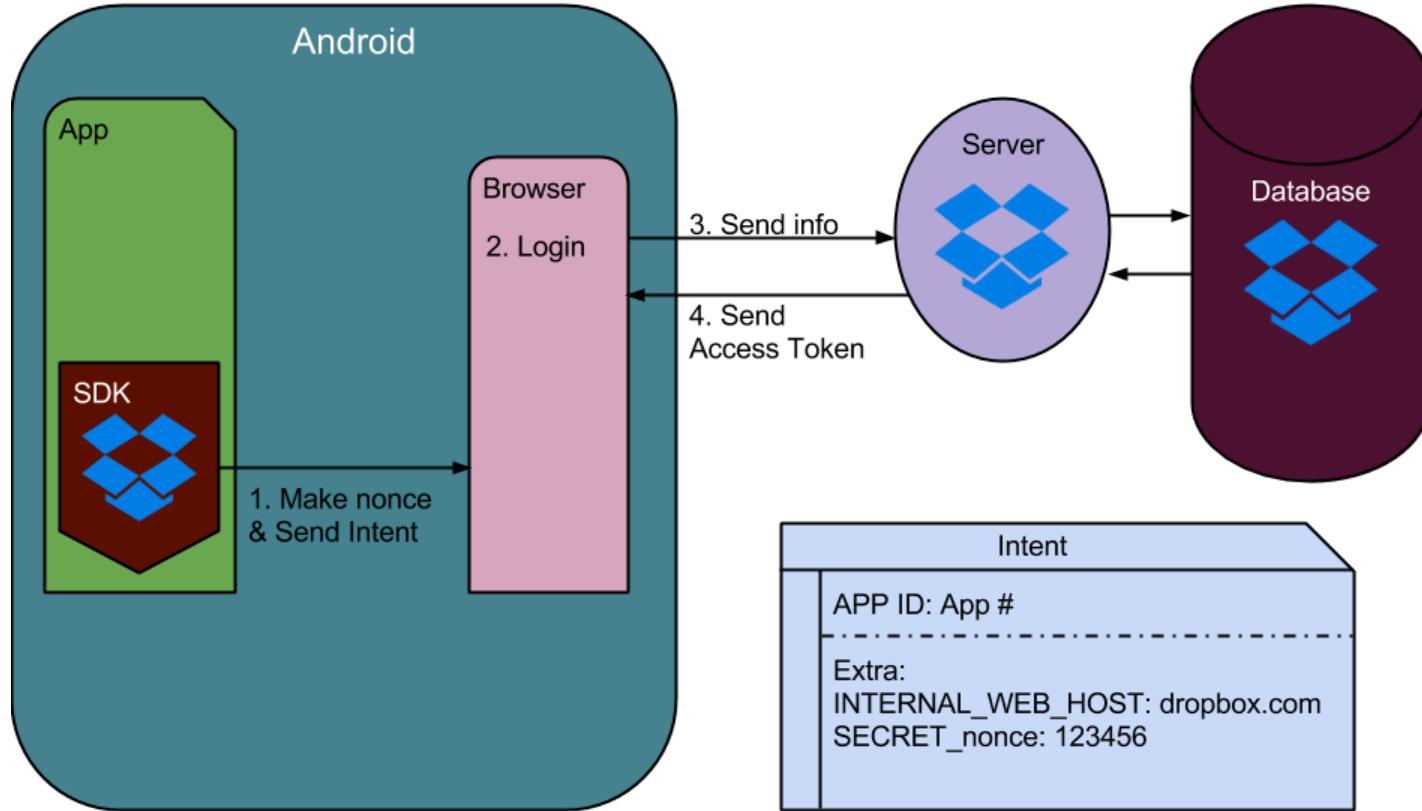 Android
App
Browser
2. Login
SDK
1. Make nonce
& Send Intent
3. Send info
4. Send
Access Token
Server
Database
Intent
APP ID: App #
Extra:
INTERNAL_WEB_HOST: dropbox.com
SECRET_nonce: 123456